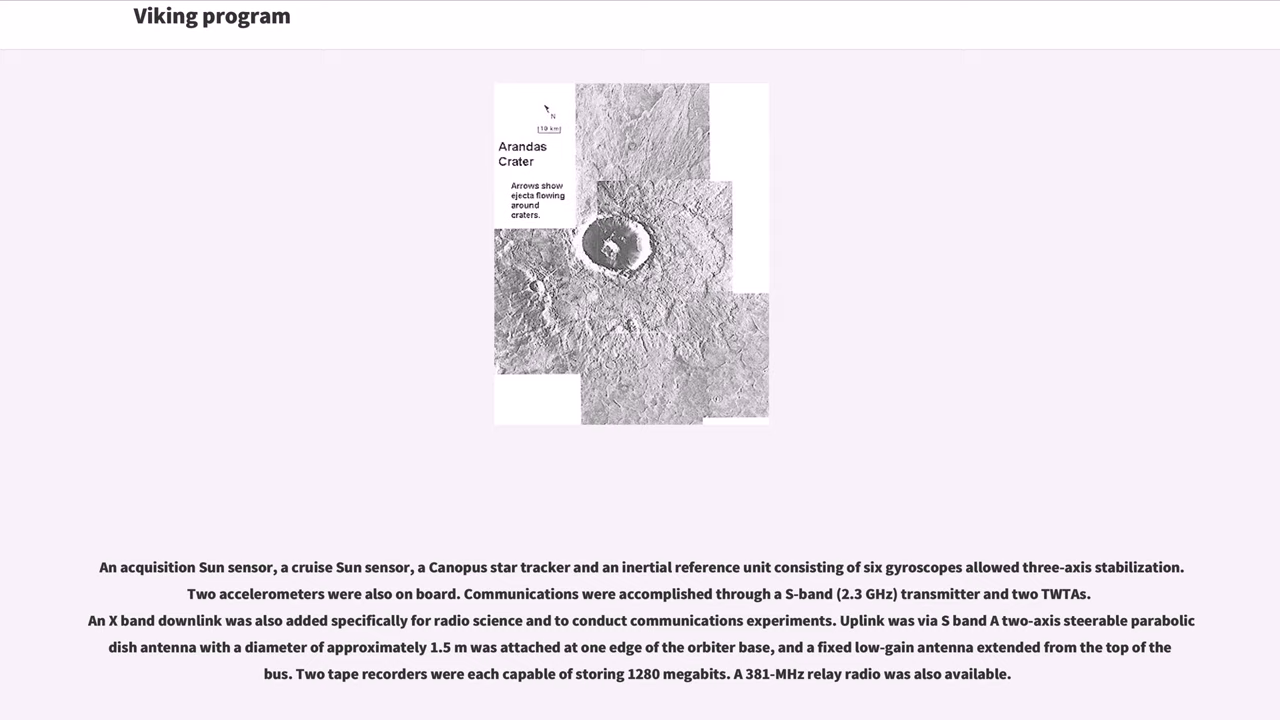 Viking program
N
Arandas
Crater
Arrows show
ejecta flowing
around
craters.
An acquisition Sun sensor, a cruise Sun sensor, a Canopus star tracker and an inertial reference unit consisting of six gyroscopes allowed three-axis stabilization.
Two accelerometers were also on board. Communications were accomplished through a S-band (2.3 GHz) transmitter and two TWTAs.
An X band downlink was also added specifically for radio science and to conduct communications experiments. Uplink was via S band A two-axis steerable parabolic
dish antenna with a diameter of approximately 1.5 m was attached at one edge of the orbiter base, and a fixed low-gain antenna extended from the top of the
bus. Two tape recorders were each capable of storing 1280 megabits. A 381-MHz relay radio was also available.